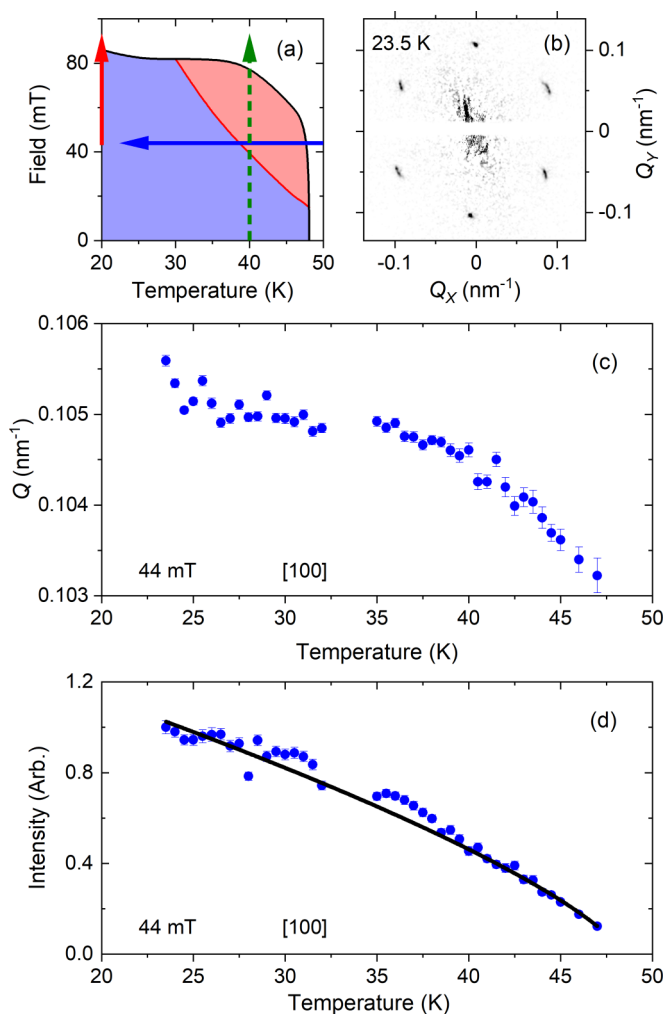 (a)
80
40
0
Field (mT)
20
30
40
50
Temperature (K)
23.5 K
(b)
0.1
0
-0.1
Q_Y (nm⁻¹)
-0.1
0
0.1
Q_X (nm⁻¹)
0.106
0.105
0.104
0.103
Q (nm⁻¹)
(c)
44 mT [100]
20 25 30 35 40 45 50
Temperature (K)
1.2
0.8
0.4
0.0
Intensity (Arb.)
(d)
44 mT [100]
20 25 30 35 40 45 50
Temperature (K)